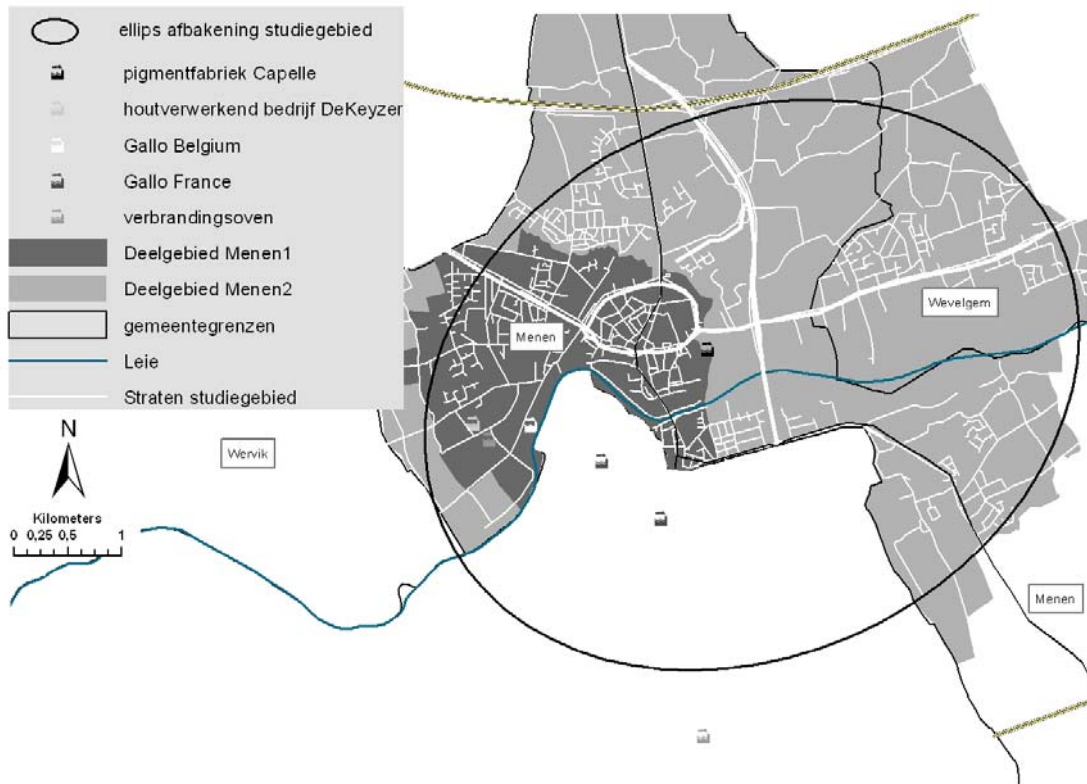 ellips afbakening studiegebied
pigmentfabriek Capelle
houtverwerkend bedrijf DeKeyzer
Gallo Belgium
Gallo France
verbrandingsoven
Deelgebied Menen1
Deelgebied Menen2
gemeentegrenzen
Leie
Straten studiegebied
N
Kilometers
0 0,25 0,5 1
Wervik
Menen
Wevelgem
Menen